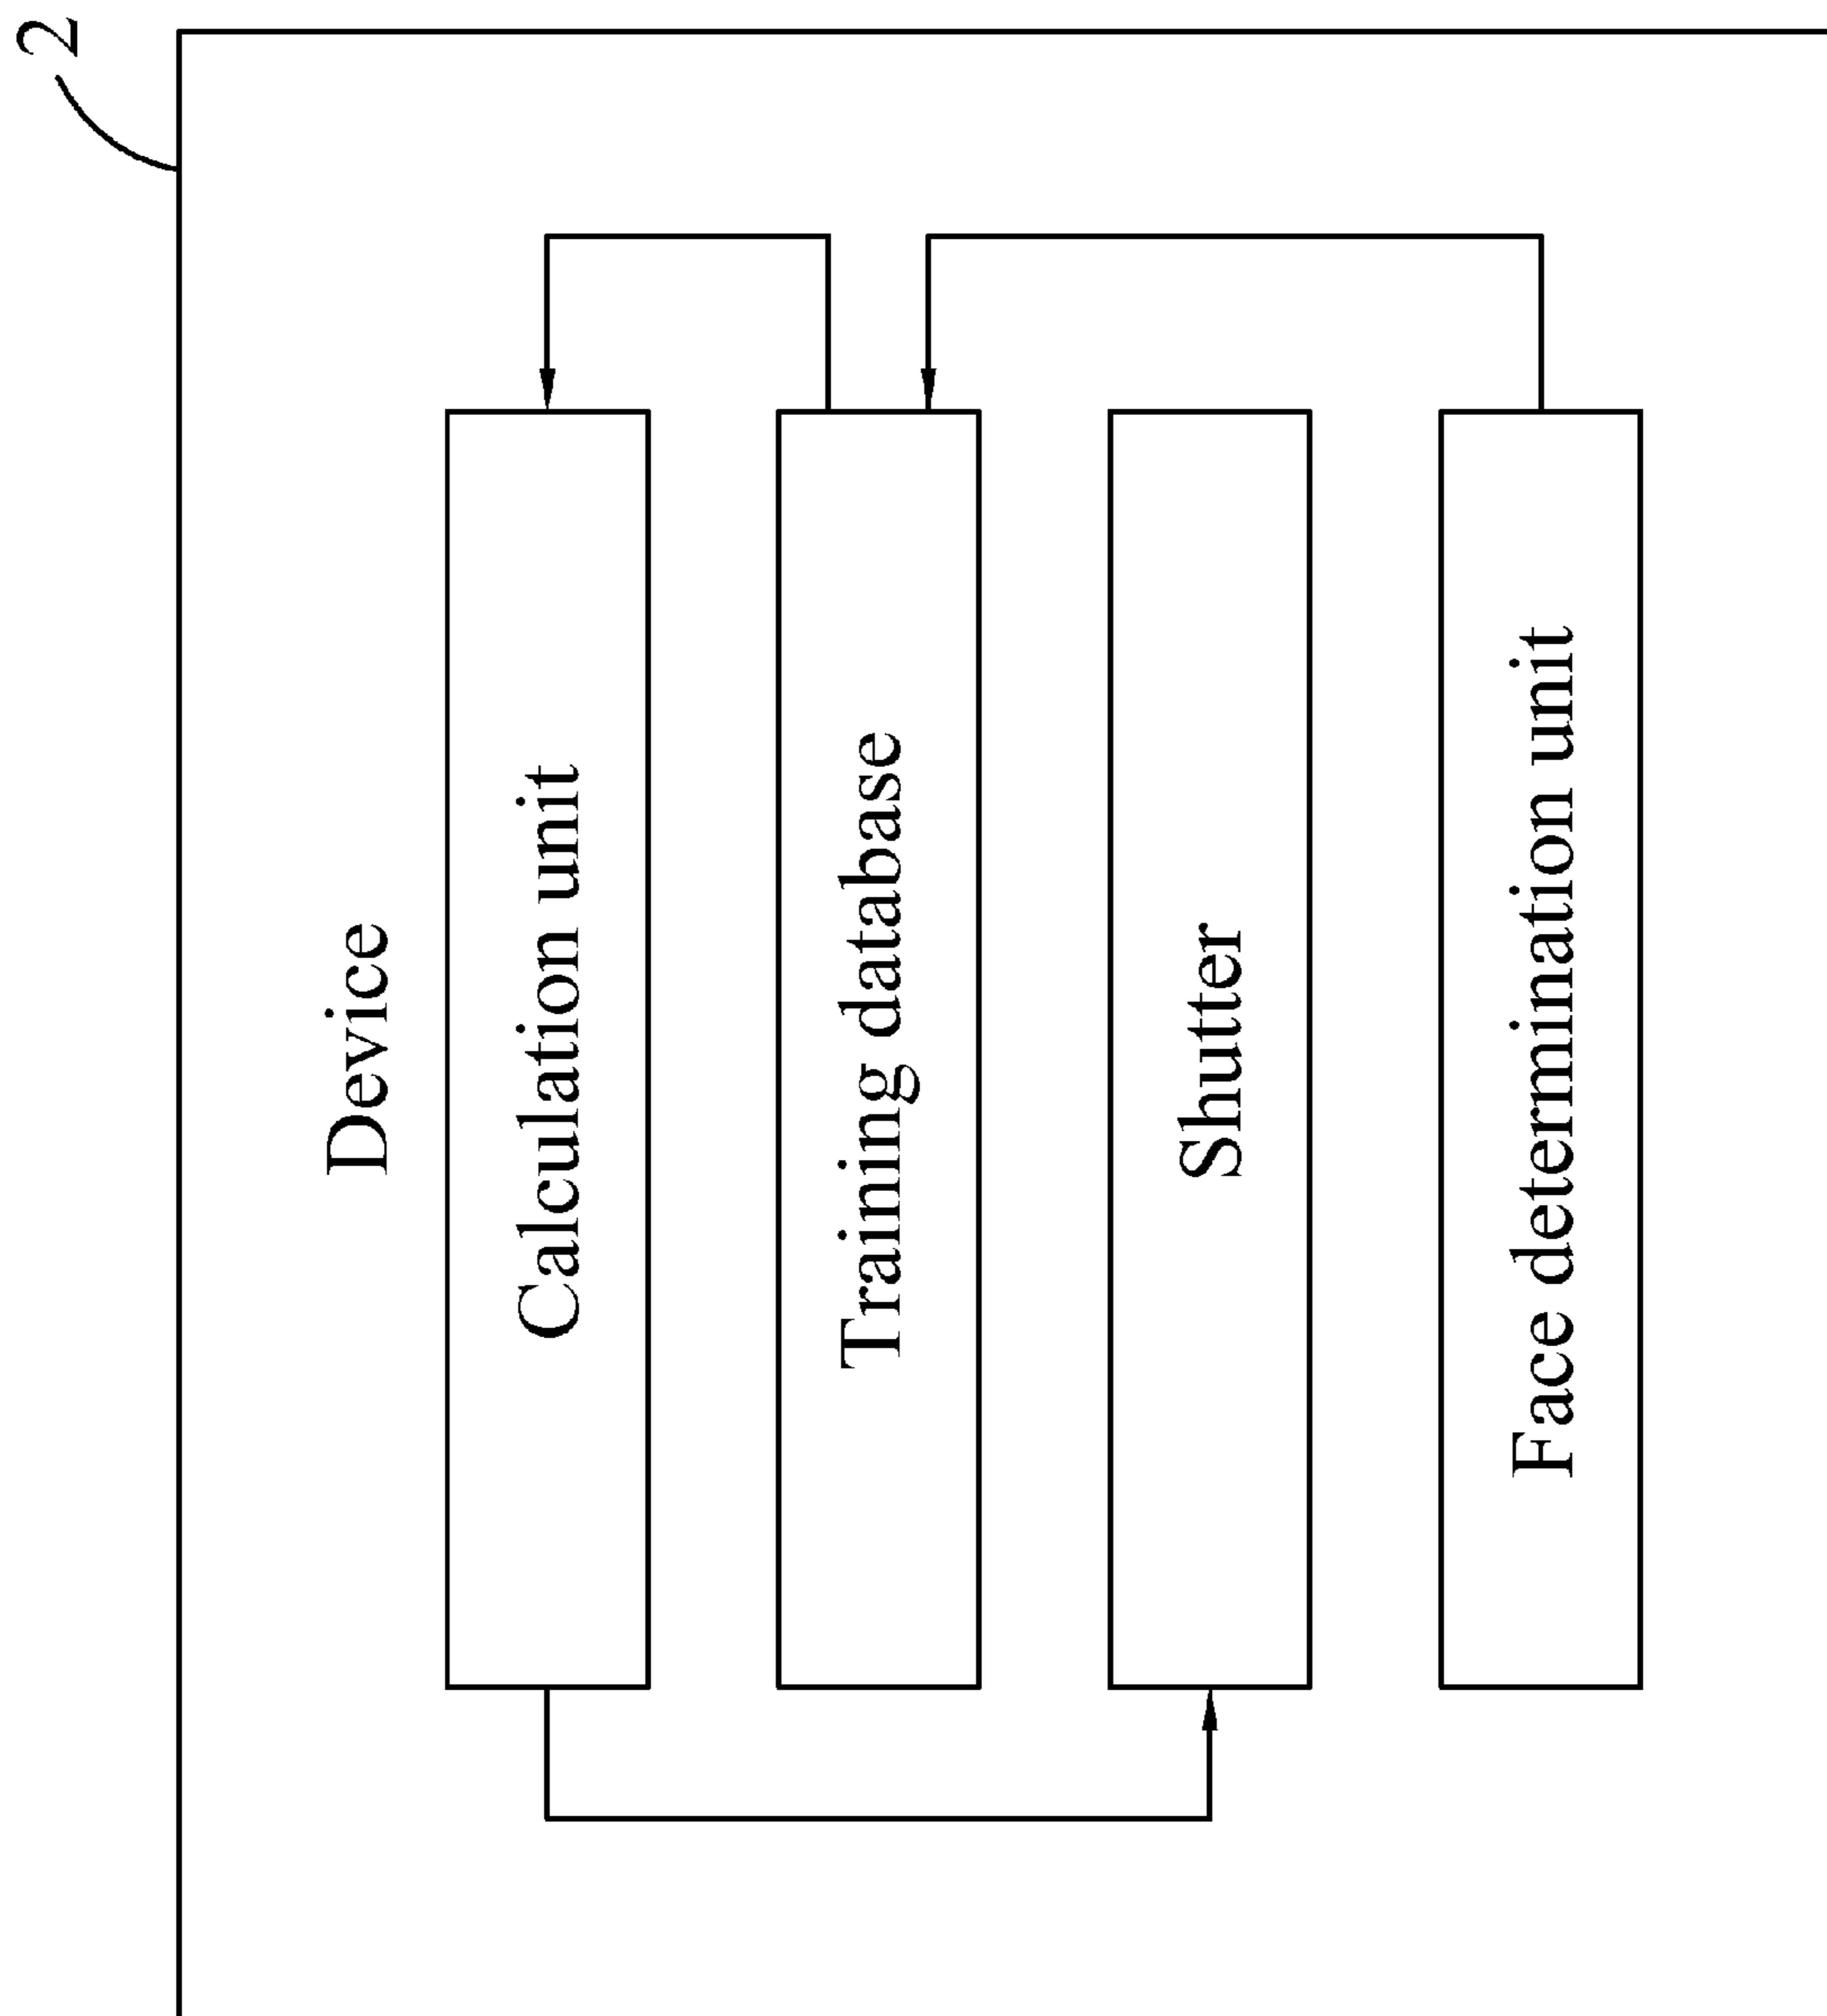 2
Device
Calculation unit
Training database
Shutter
Face determination unit